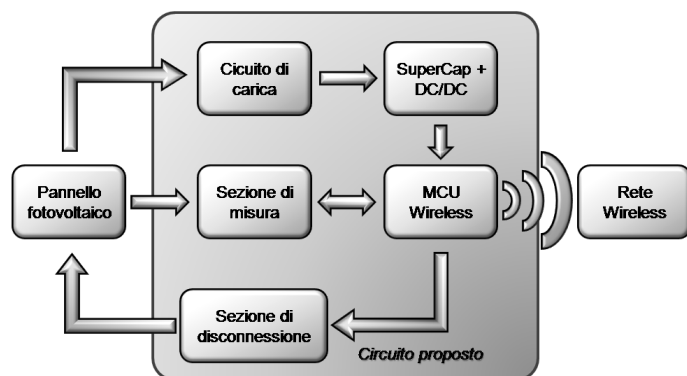 Cicuito di
carica
SuperCap +
DC/DC
Pannello
fotovoltaico
Sezione di
misura
MCU
Wireless
Rete
Wireless
Sezione di
disconnessione
Circuito proposto